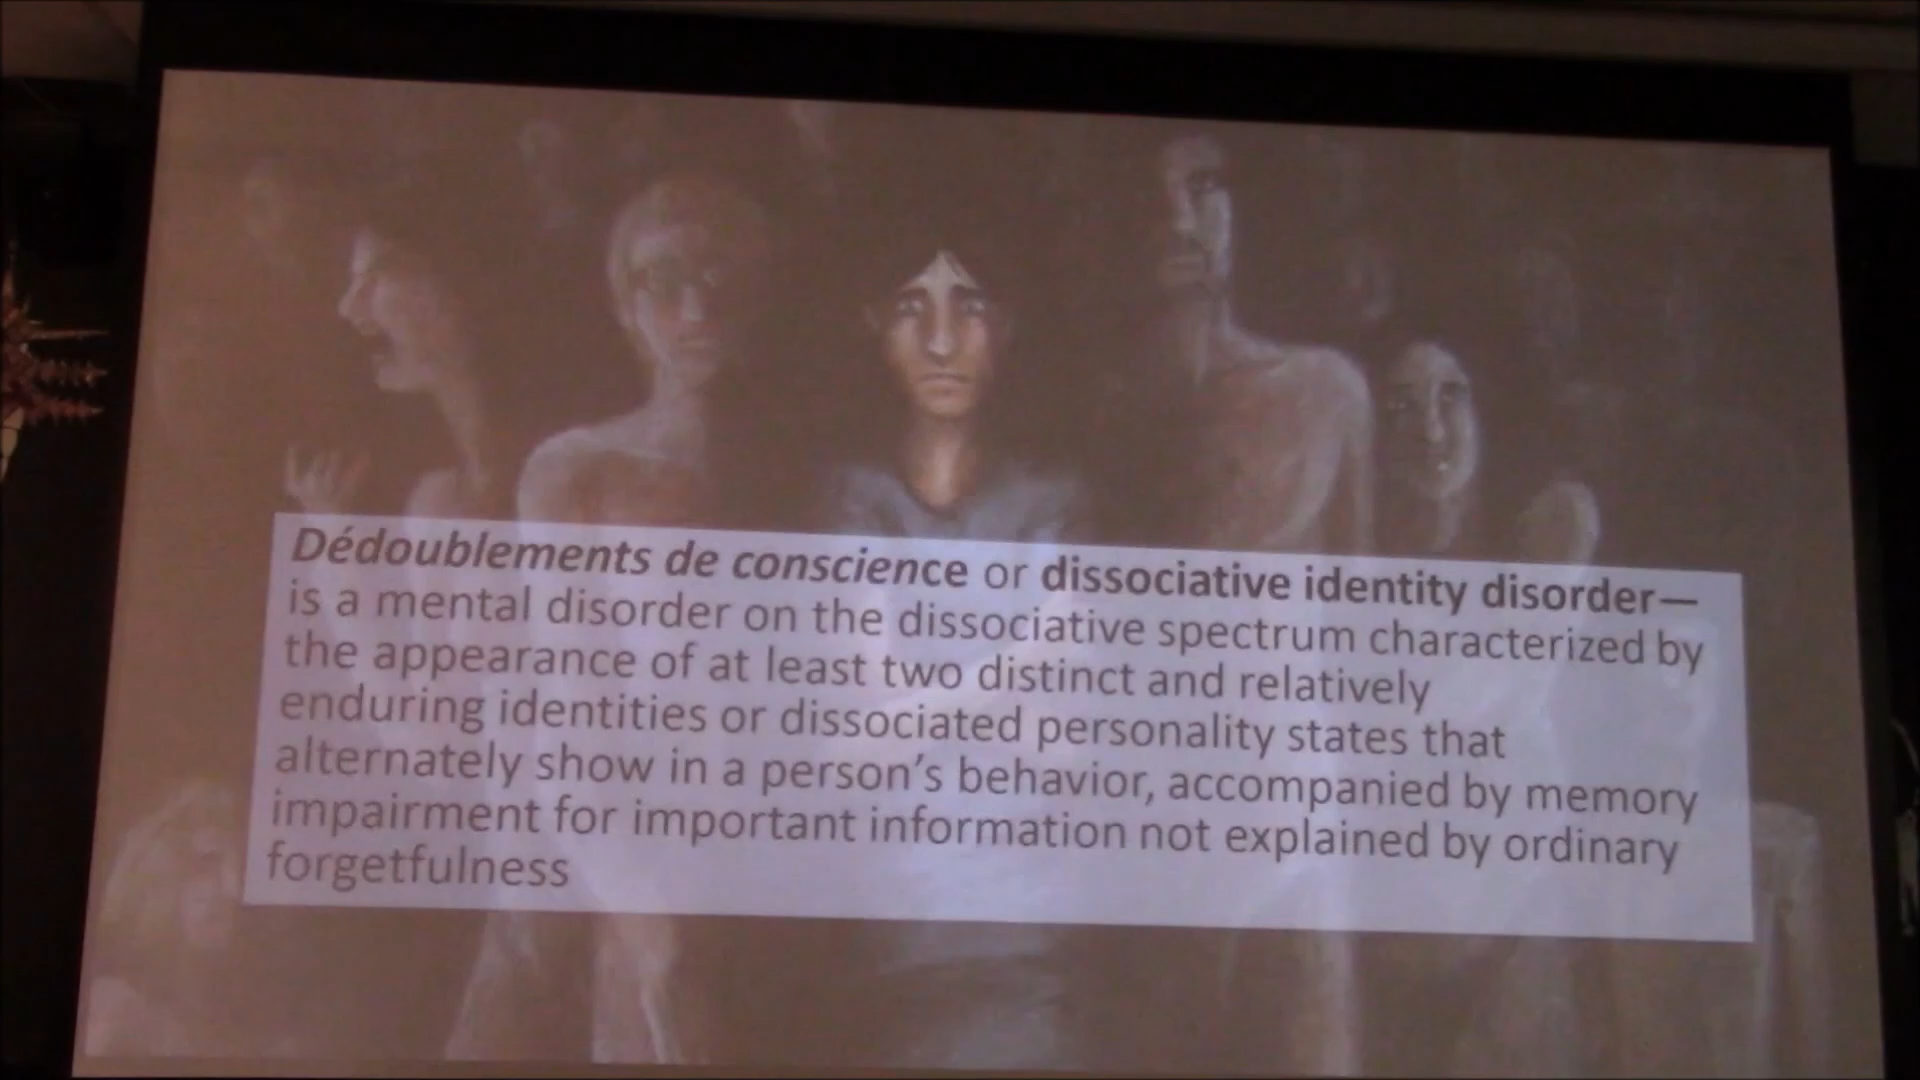 Dédoublements de conscience or dissociative identity disorder—
is a mental disorder on the dissociative spectrum characterized by
the appearance of at least two distinct and relatively
enduring identities or dissociated personality states that
alternately show in a person’s behavior, accompanied by memory
impairment for important information not explained by ordinary
forgetfulness